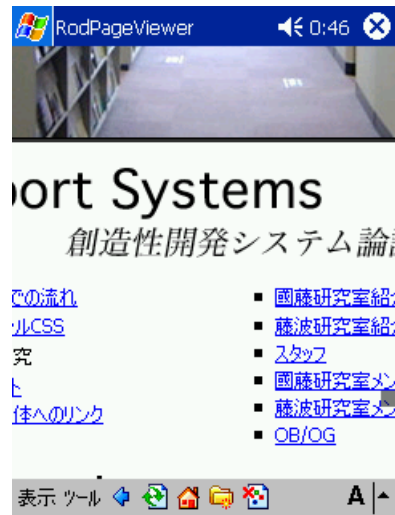 RodPageViewer 0:46
port Systems
創造性開発システム論
での流れ
ルCSS
究
ト
体へのリンク
國藤研究室紹
藤波研究室紹
スタッフ
國藤研究室メン
藤波研究室メン
OB/OG
表示 ツール A